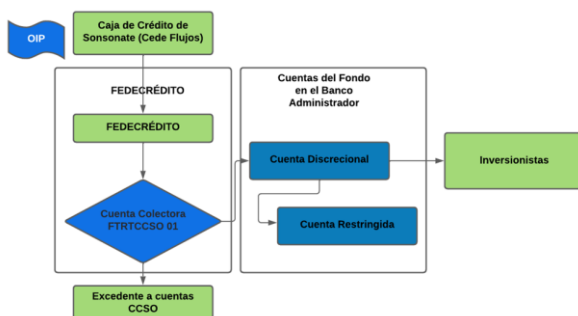 OIP
Caja de Crédito de
Sonsonate (Cede Flujos)
FEDECRÉDITO
FEDECRÉDITO
Cuenta Colectora
FTRTCCSO 01
Excedente a cuentas
CCSO
Cuentas del Fondo
en el Banco
Administrador
Cuenta Discrecional
Cuenta Restringida
Inversionistas